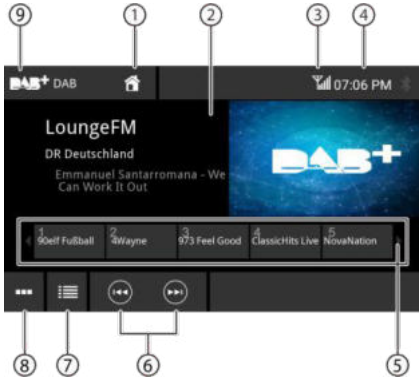 ⑨ ① ② ③ ④
DAB+ DAB 07:06 PM
LoungeFM
DR Deutschland
Emmanuel Santarromana - We
Can Work It Out
DAB+
1 2 3 4 5
90elf Fußball 4Wayne 973 Feel Good ClassicHits Live NovaNation
⑧ ⑦ ⑥ ⑤